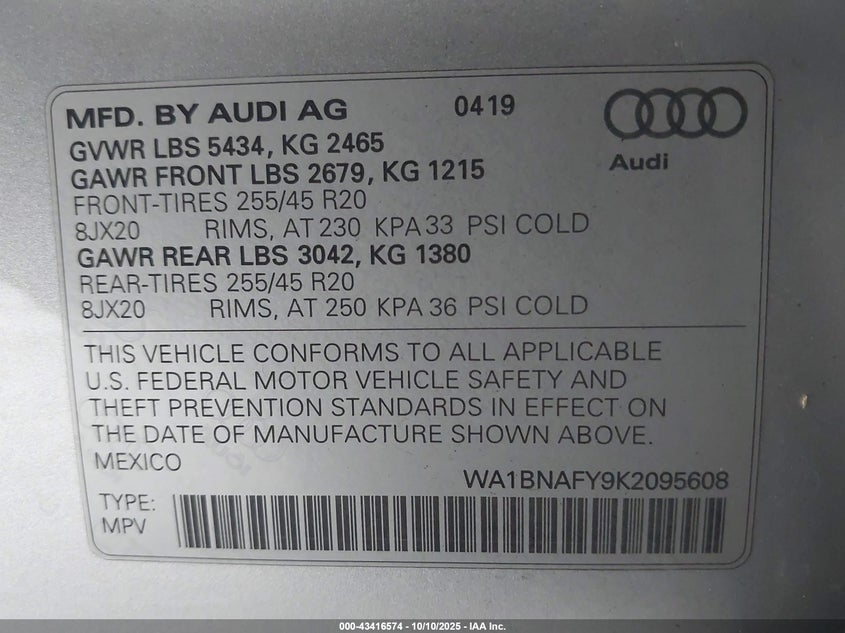 MFD. BY AUDI AG 0419
Audi
GVWR LBS 5434, KG 2465
GAWR FRONT LBS 2679, KG 1215
FRONT-TIRES 255/45 R20
8JX20 RIMS, AT 230 KPA 33 PSI COLD
GAWR REAR LBS 3042, KG 1380
REAR-TIRES 255/45 R20
8JX20 RIMS, AT 250 KPA 36 PSI COLD
THIS VEHICLE CONFORMS TO ALL APPLICABLE
U.S. FEDERAL MOTOR VEHICLE SAFETY AND
THEFT PREVENTION STANDARDS IN EFFECT ON
THE DATE OF MANUFACTURE SHOWN ABOVE.
MEXICO
WA1BNAFY9K2095608
TYPE:
MPV
000-43416574 - 10/10/2025 - IAA Inc.